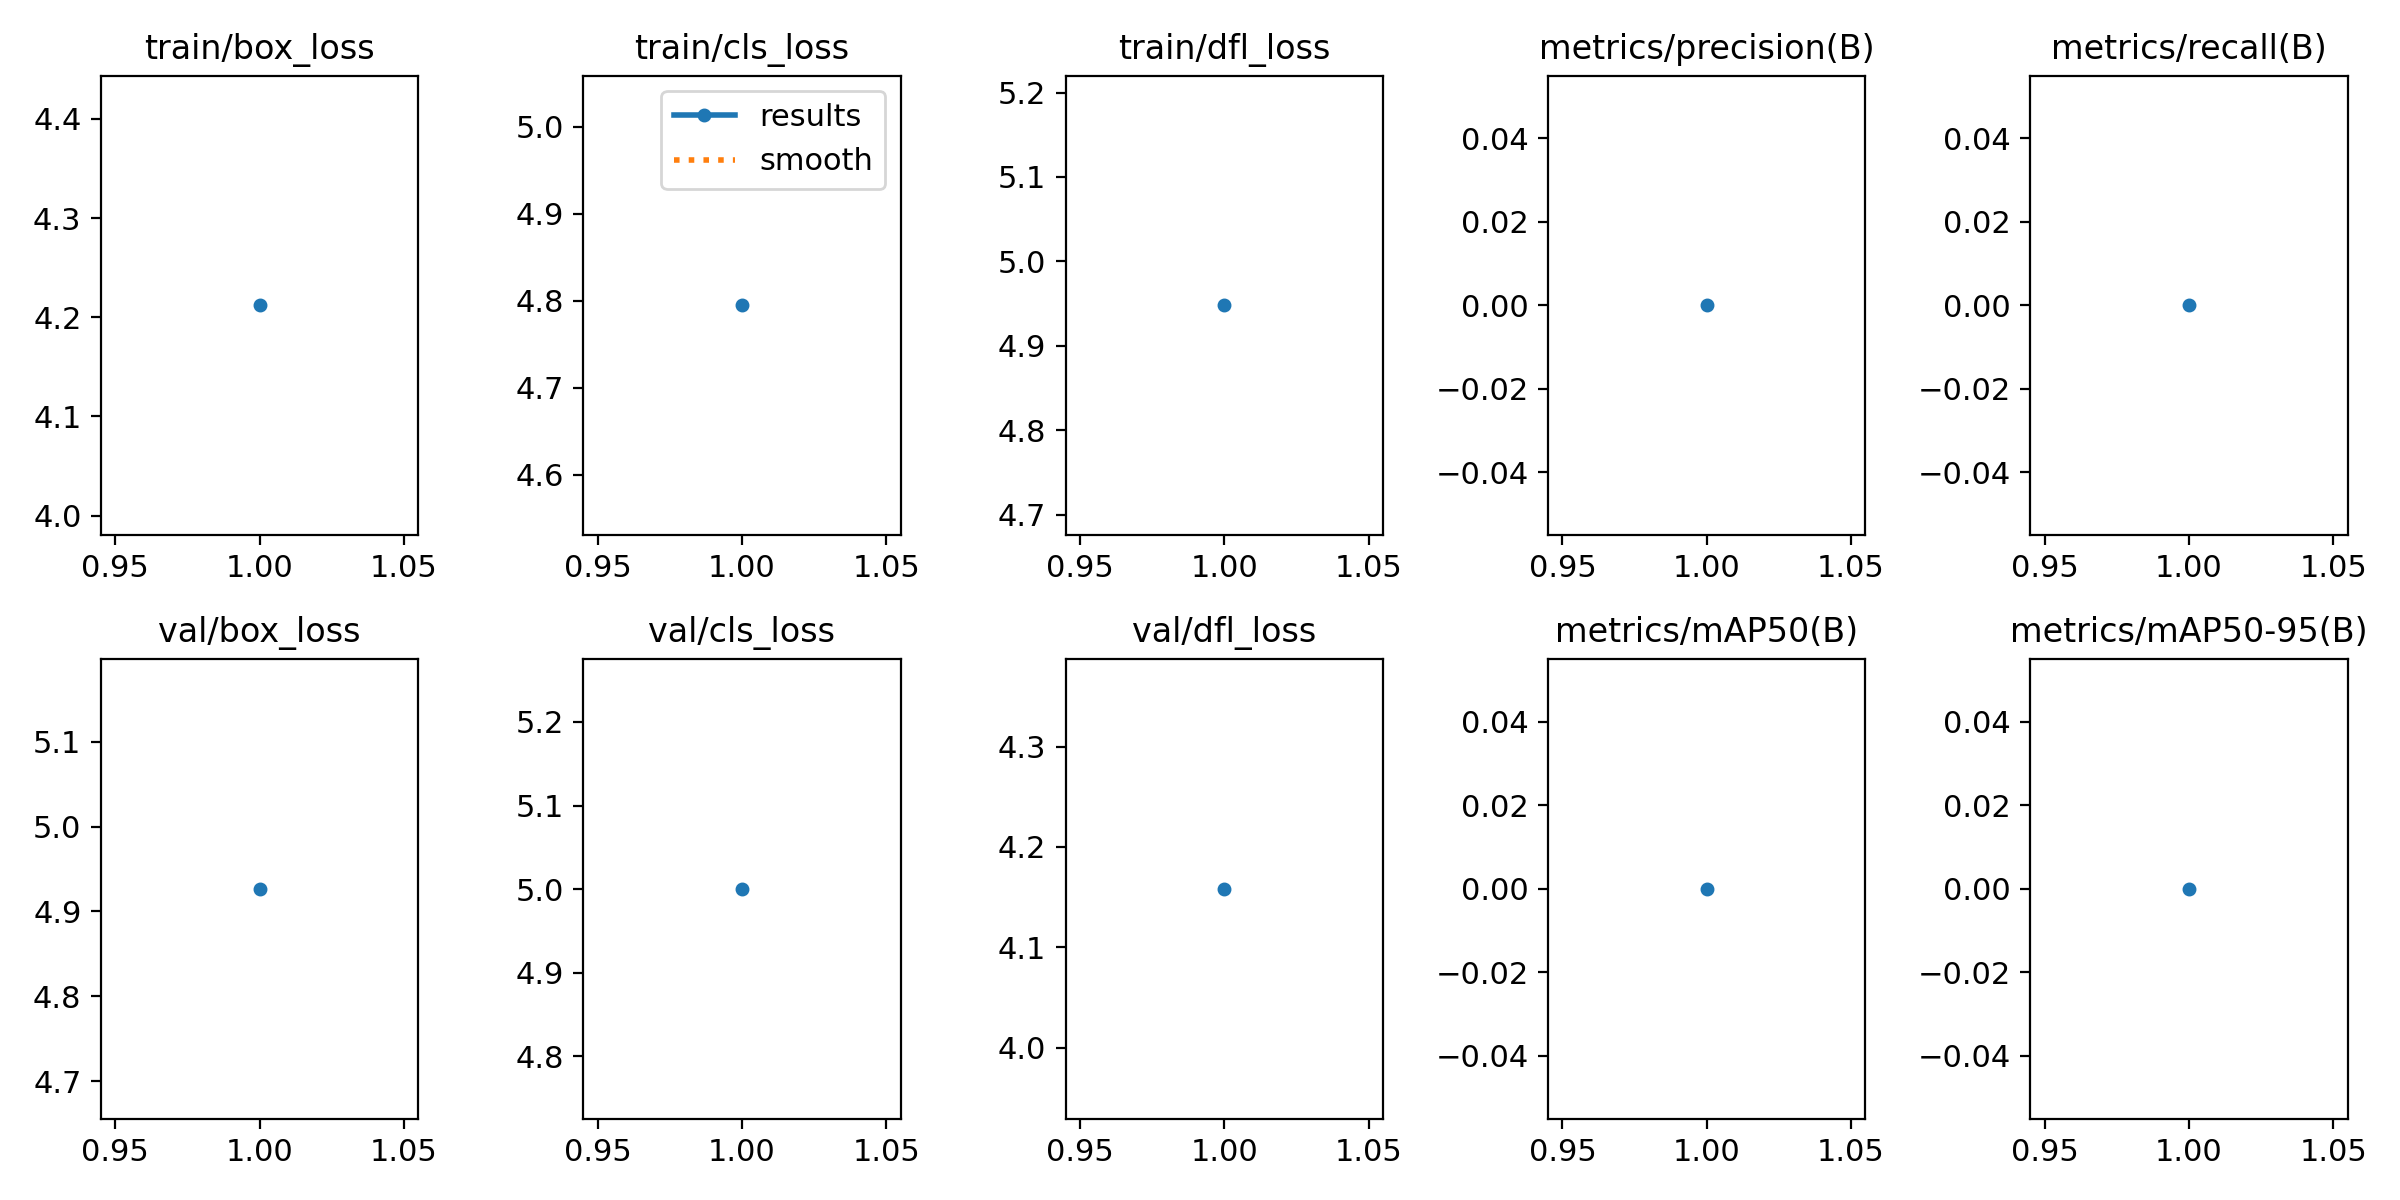 train/box_loss
4.4
4.3
4.2
4.1
4.0
0.95 1.00 1.05
train/cls_loss
results
smooth
5.0
4.9
4.8
4.7
4.6
0.95 1.00 1.05
train/dfl_loss
5.2
5.1
5.0
4.9
4.8
4.7
0.95 1.00 1.05
metrics/precision(B)
0.04
0.02
0.00
−0.02
−0.04
0.95 1.00 1.05
metrics/recall(B)
0.04
0.02
0.00
−0.02
−0.04
0.95 1.00 1.05
val/box_loss
5.1
5.0
4.9
4.8
4.7
0.95 1.00 1.05
val/cls_loss
5.2
5.1
5.0
4.9
4.8
0.95 1.00 1.05
val/dfl_loss
4.3
4.2
4.1
4.0
0.95 1.00 1.05
metrics/mAP50(B)
0.04
0.02
0.00
−0.02
−0.04
0.95 1.00 1.05
metrics/mAP50-95(B)
0.04
0.02
0.00
−0.02
−0.04
0.95 1.00 1.05